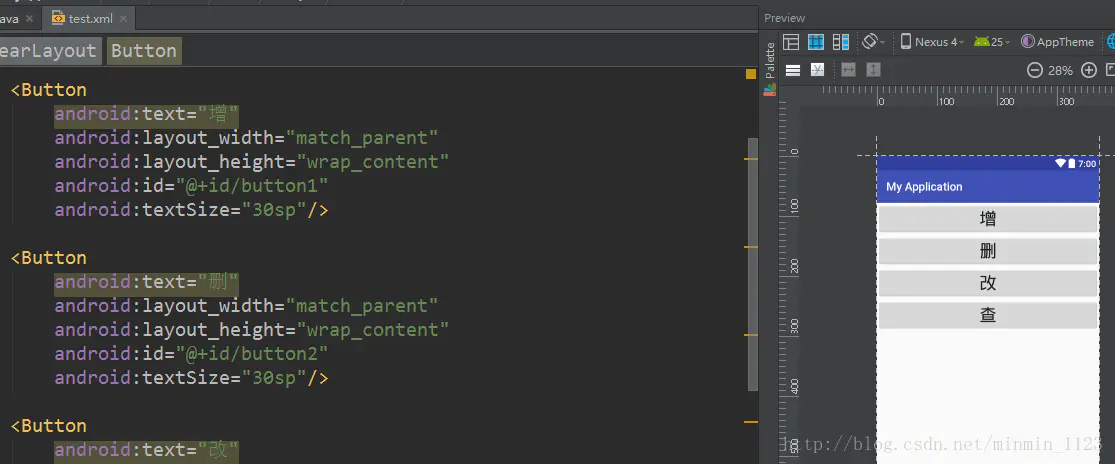 ava
test.xml
earLayout
Button
<Button
android:text="增"
android:layout_width="match_parent"
android:layout_height="wrap_content"
android:id="@+id/button1"
android:textSize="30sp"/>
<Button
android:text="删"
android:layout_width="match_parent"
android:layout_height="wrap_content"
android:id="@+id/button2"
android:textSize="30sp"/>
<Button
android:text="改"
Preview
Palette
Nexus 4
25
AppTheme
28%
0
100
200
300
0
100
200
300
400
500
7:00
My Application
增
删
改
查
http://blog.csdn.net/minmin_1123